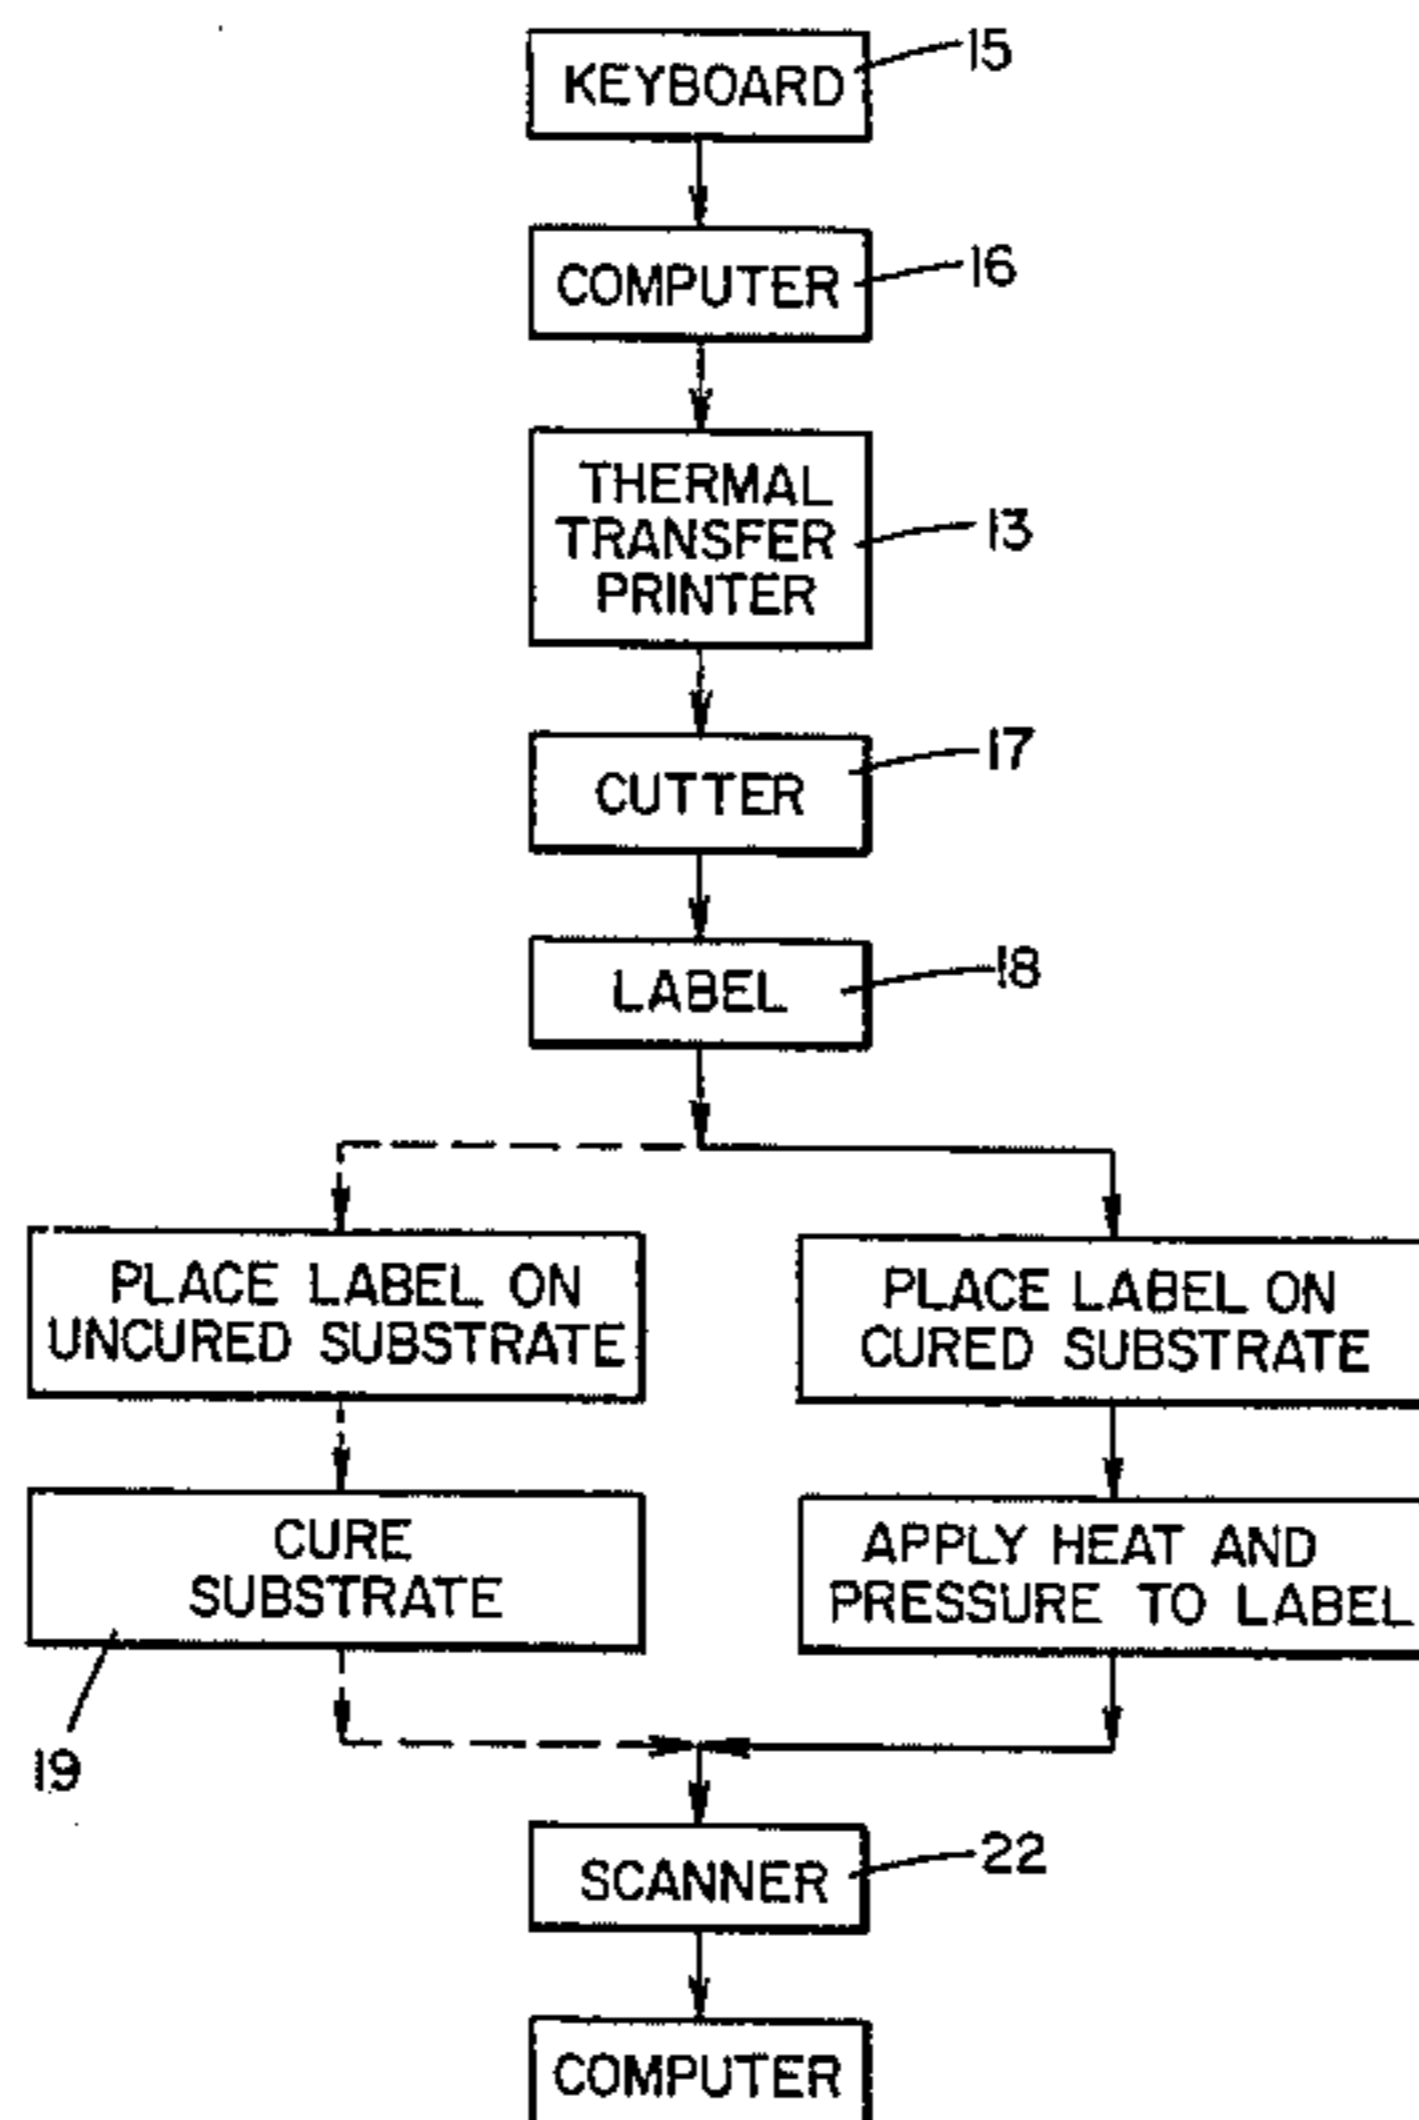 KEYBOARD
15
COMPUTER
16
THERMAL
TRANSFER
PRINTER
13
CUTTER
17
LABEL
18
PLACE LABEL ON
UNCURED SUBSTRATE
PLACE LABEL ON
CURED SUBSTRATE
CURE
SUBSTRATE
19
APPLY HEAT AND
PRESSURE TO LABEL
SCANNER
22
COMPUTER